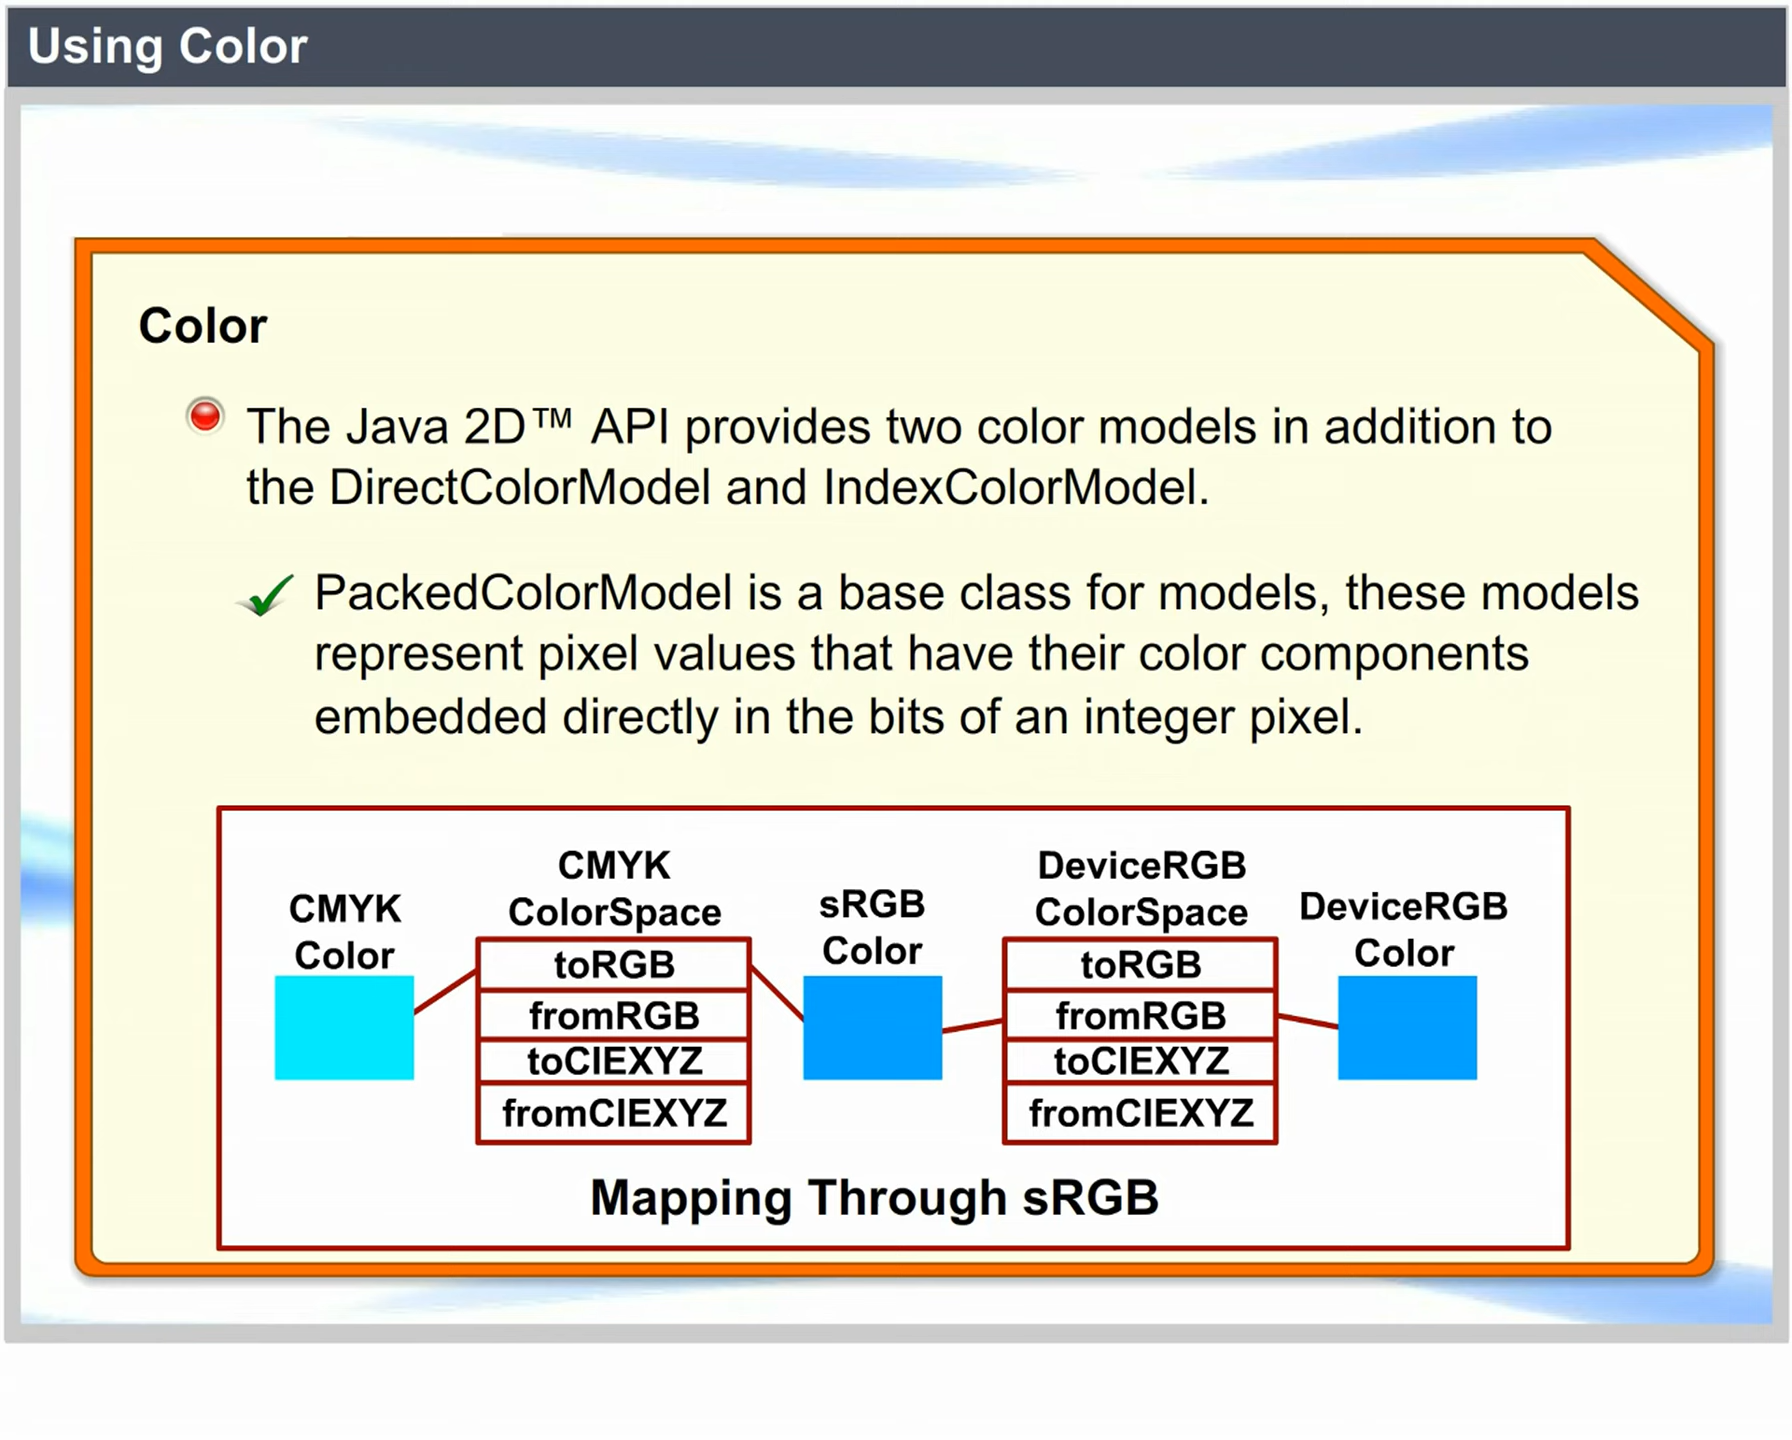 Using Color
Color
The Java 2D™ API provides two color models in addition to
the DirectColorModel and IndexColorModel.
PackedColorModel is a base class for models, these models
represent pixel values that have their color components
embedded directly in the bits of an integer pixel.
CMYK
Color
CMYK
ColorSpace
toRGB
fromRGB
toCIEXYZ
fromCIEXYZ
sRGB
Color
DeviceRGB
ColorSpace
toRGB
fromRGB
toCIEXYZ
fromCIEXYZ
DeviceRGB
Color
Mapping Through sRGB